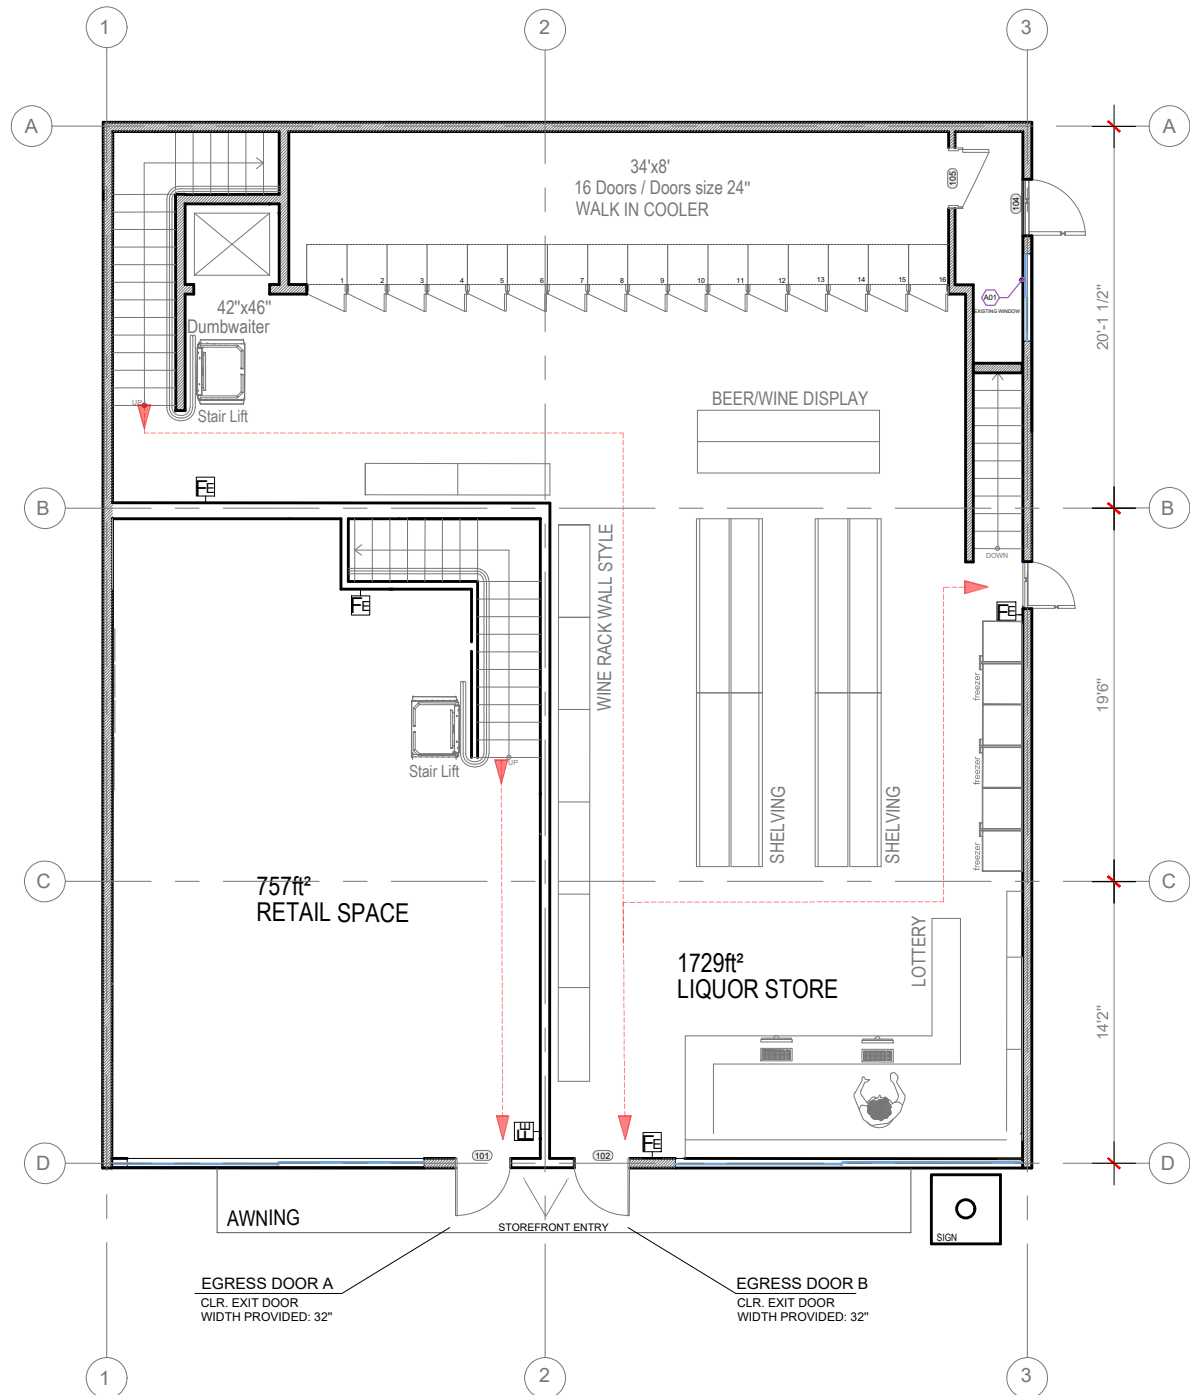 1
2
3
A
A
34'x8'
16 Doors / Doors size 24"
WALK IN COOLER
105
104
1
2
3
4
5
6
7
8
9
10
11
12
13
14
15
16
A01
EXISTING WINDOW
20'-1 1/2"
42"x46"
Dumbwaiter
UP
Stair Lift
BEER/WINE DISPLAY
FE
B
B
DOWN
WINE RACK WALL STYLE
FE
FE
freezer
19'6"
freezer
Stair Lift
UP
SHELVING
SHELVING
freezer
C
C
757ft²
RETAIL SPACE
LOTTERY
1729ft²
LIQUOR STORE
14'2"
FE
FE
101
102
D
D
AWNING
STOREFRONT ENTRY
SIGN
EGRESS DOOR A
CLR. EXIT DOOR
WIDTH PROVIDED: 32"
EGRESS DOOR B
CLR. EXIT DOOR
WIDTH PROVIDED: 32"
1
2
3